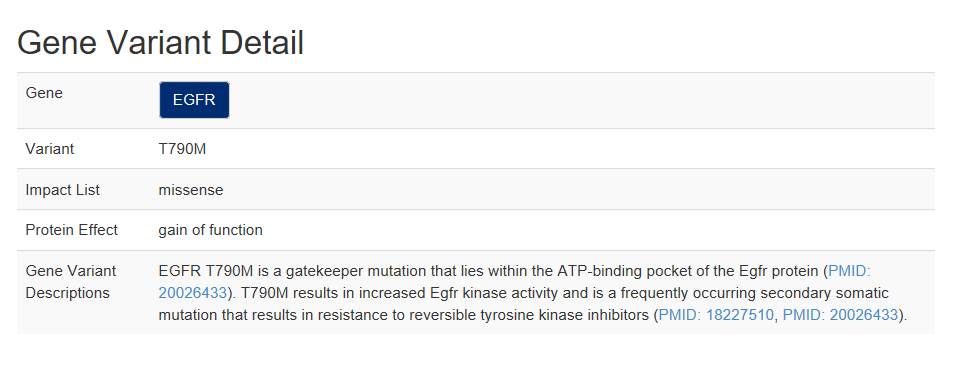 Gene Variant Detail
Gene EGFR
Variant T790M
Impact List missense
Protein Effect gain of function
Gene Variant Descriptions EGFR T790M is a gatekeeper mutation that lies within the ATP-binding pocket of the Egfr protein (PMID:
20026433). T790M results in increased Egfr kinase activity and is a frequently occurring secondary somatic
mutation that results in resistance to reversible tyrosine kinase inhibitors (PMID: 18227510, PMID: 20026433).